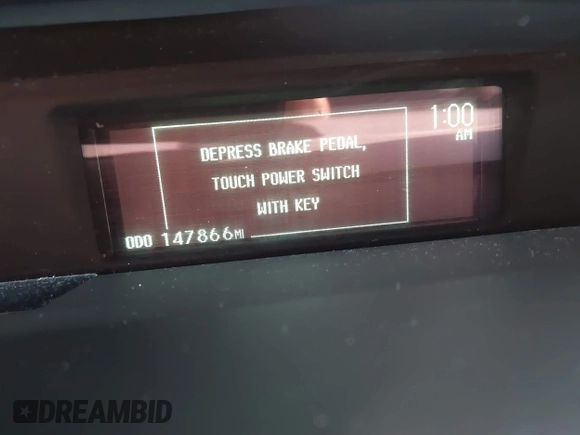 1:00
AM
DEPRESS BRAKE PEDAL,
TOUCH POWER SWITCH
WITH KEY
ODO 147866MI
DREAMBID